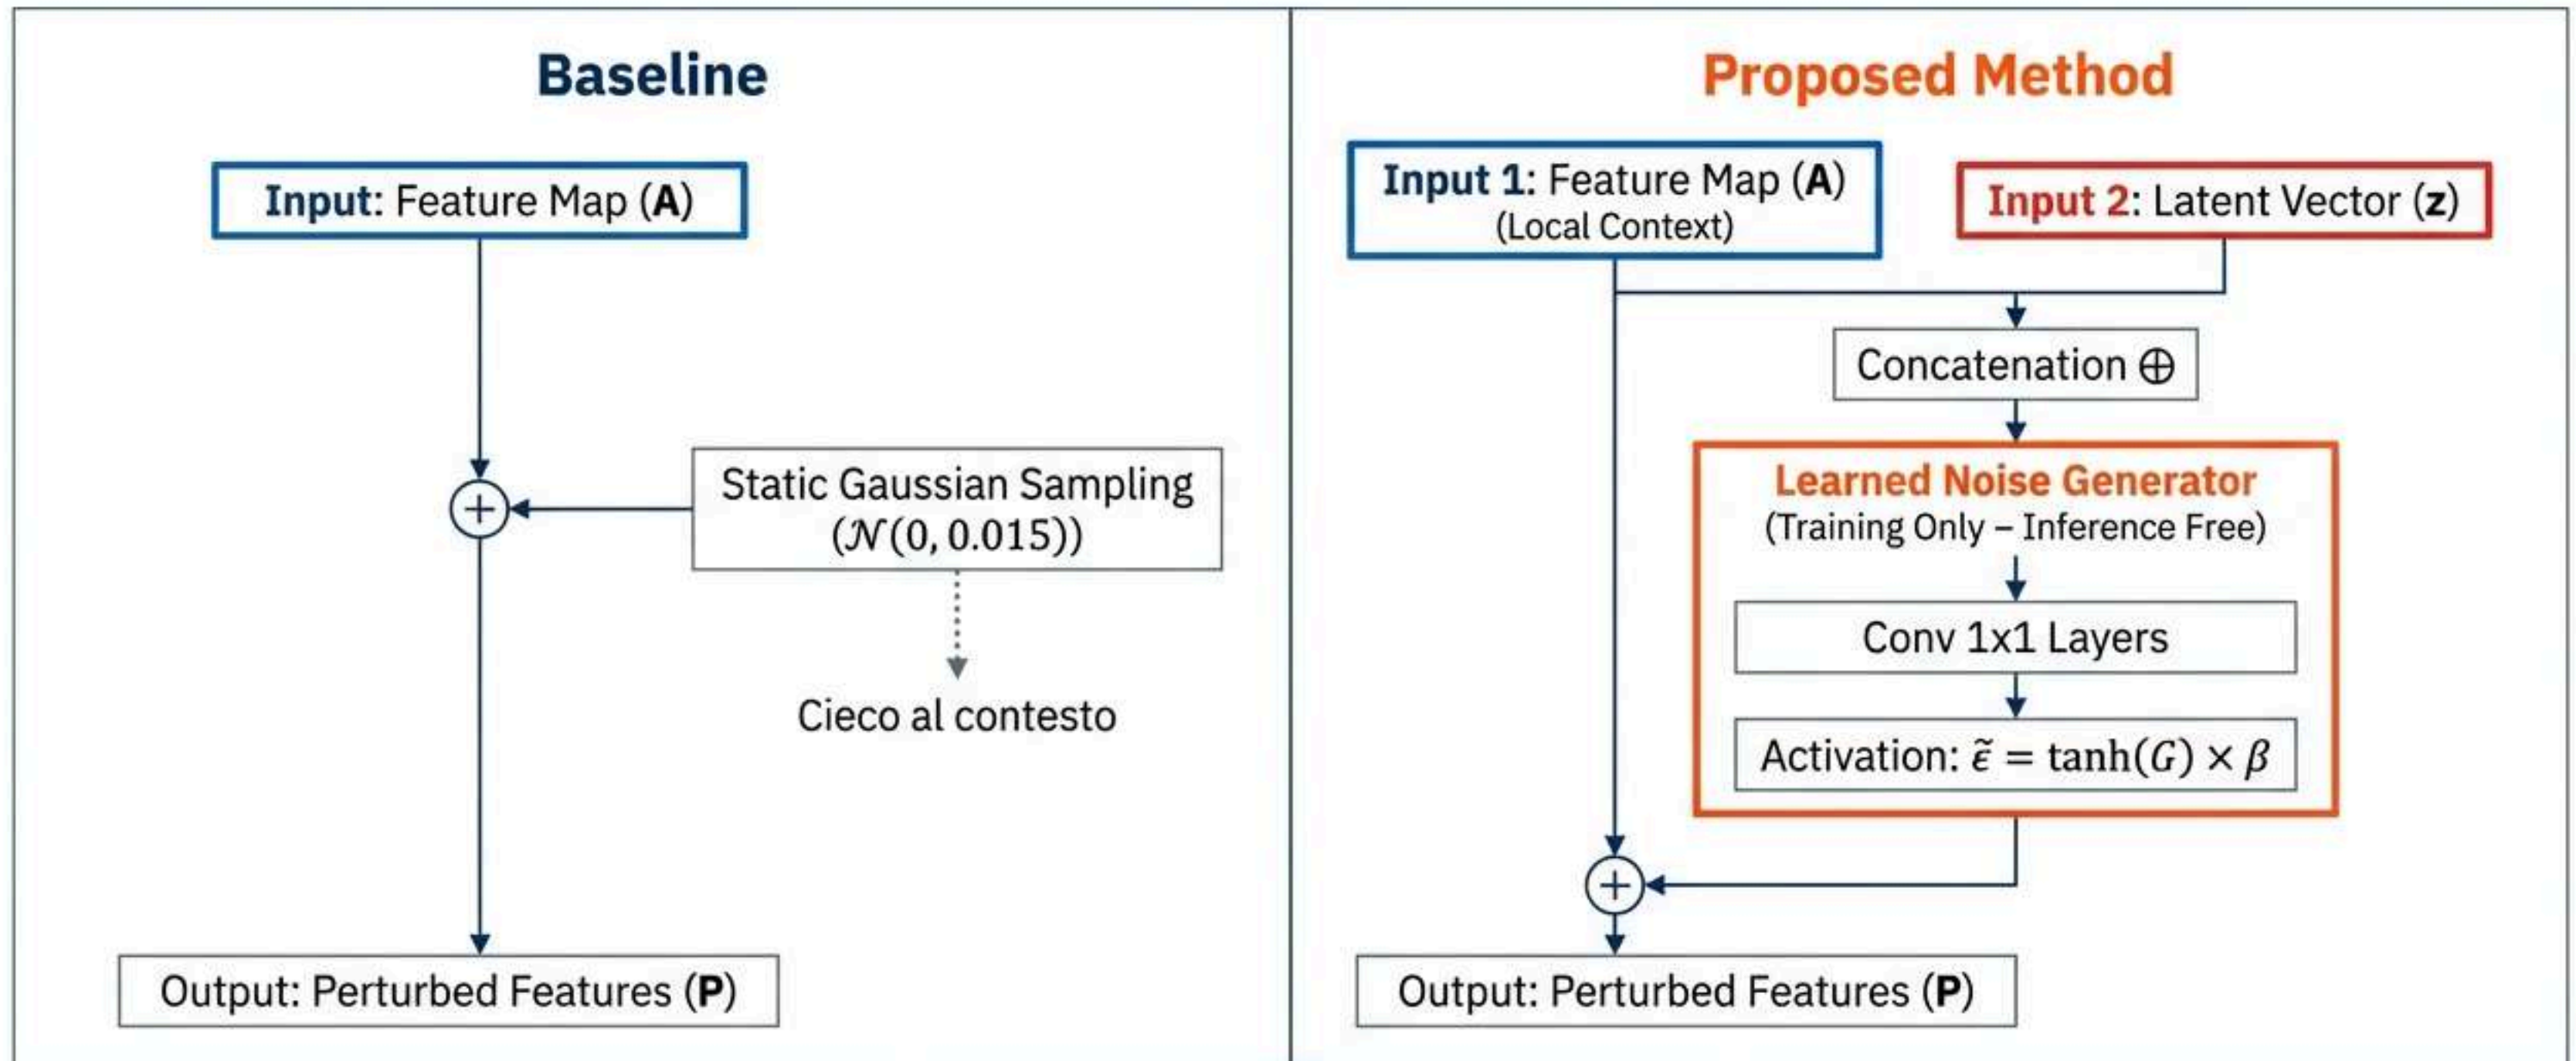 Baseline
Input: Feature Map (A)
+
Static Gaussian Sampling
(𝒩(0, 0.015))
Cieco al contesto
Output: Perturbed Features (P)
Proposed Method
Input 1: Feature Map (A)
(Local Context)
Input 2: Latent Vector (z)
Concatenation ⊕
Learned Noise Generator
(Training Only – Inference Free)
Conv 1x1 Layers
Activation: ϵ̃ = tanh(G) × β
+
Output: Perturbed Features (P)